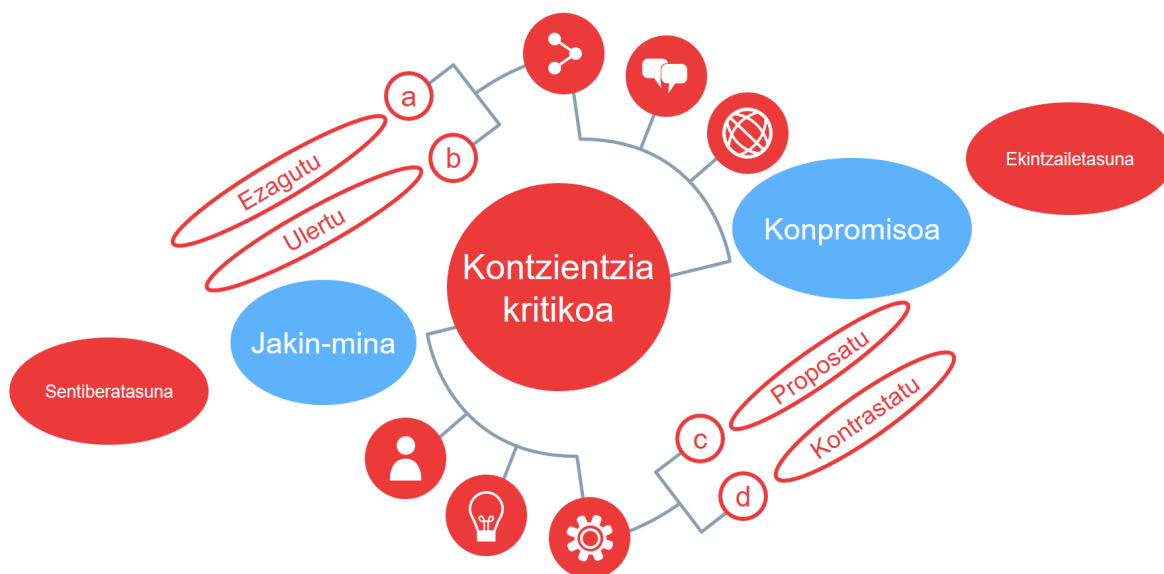 a
Ezagutu
b
Ulertu
Ekintzailetasuna
Konpromisoa
Kontzientzia
kritikoa
Jakin-mina
Sentiberatasuna
Proposatu
c
Kontrastatu
d